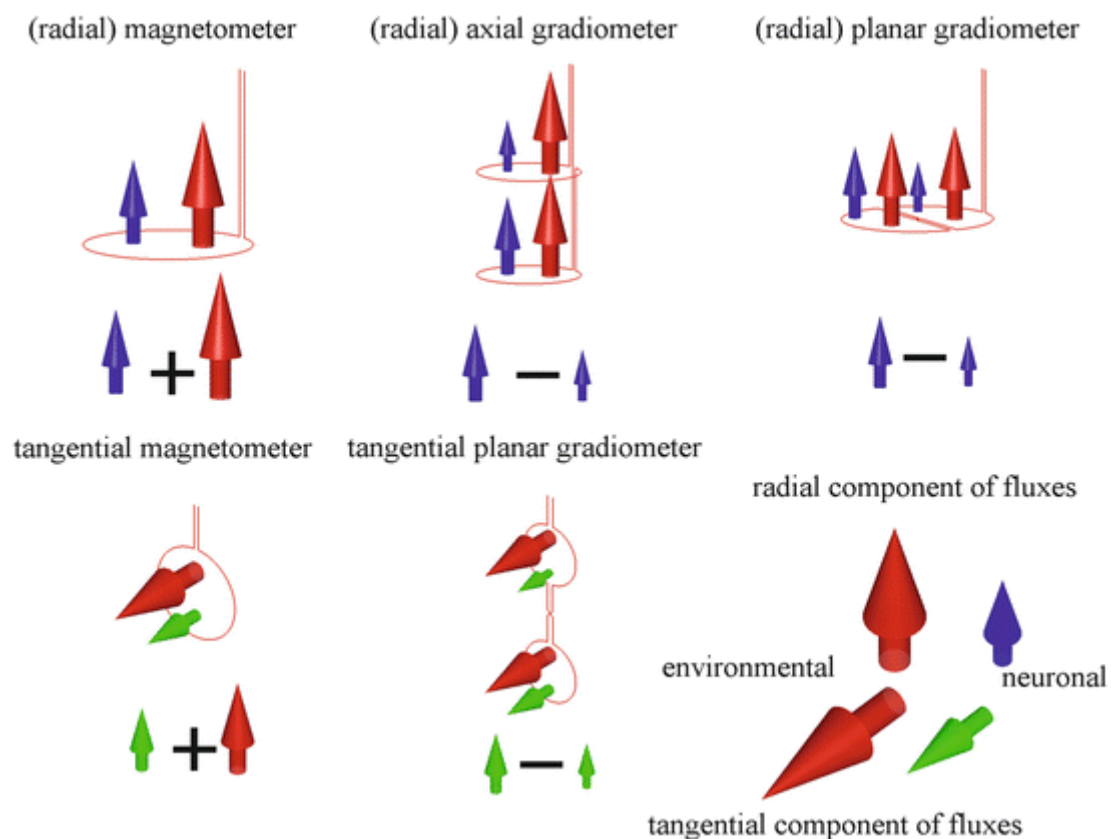 (radial) magnetometer
(radial) axial gradiometer
(radial) planar gradiometer
tangential magnetometer
tangential planar gradiometer
radial component of fluxes
environmental
neuronal
tangential component of fluxes